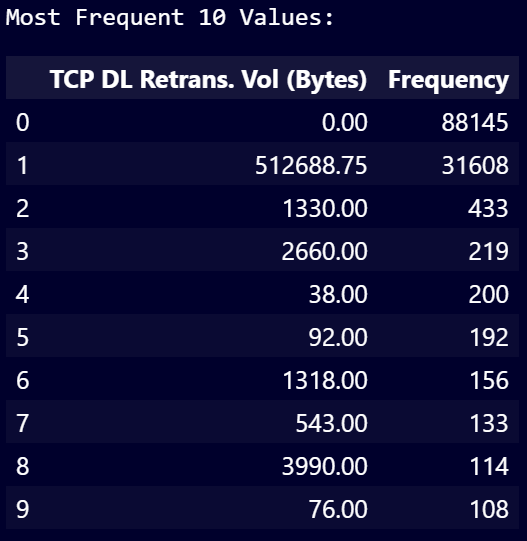 Most Frequent 10 Values:
TCP DL Retrans. Vol (Bytes) Frequency
0 0.00 88145
1 512688.75 31608
2 1330.00 433
3 2660.00 219
4 38.00 200
5 92.00 192
6 1318.00 156
7 543.00 133
8 3990.00 114
9 76.00 108